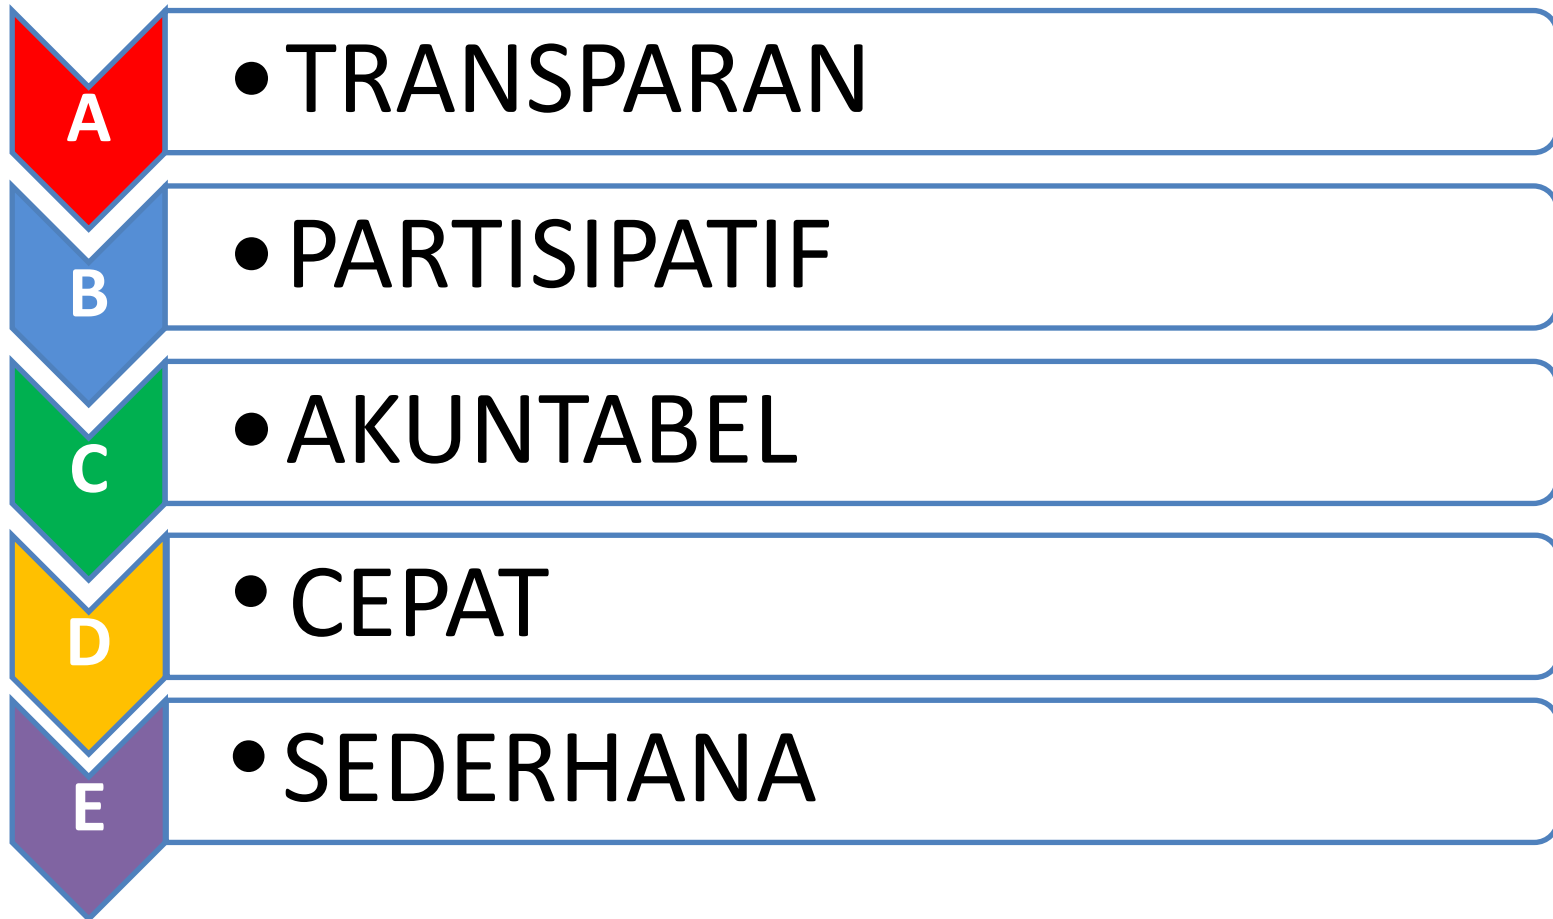 A
• TRANSPARAN
B
• PARTISIPATIF
C
• AKUNTABEL
D
• CEPAT
E
• SEDERHANA